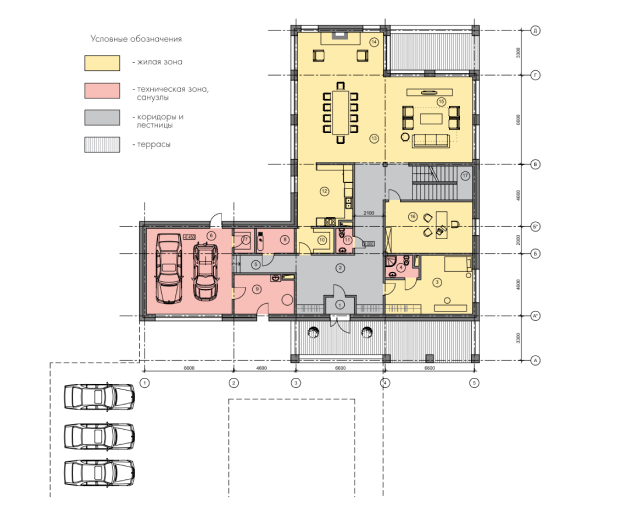 Условные обозначения
- жилая зона
- техническая зона,
санузлы
- коридоры и
лестницы
- террасы
14
15
13
12
17
16
2100
11
10
6
7
8
5
2
4
3
9
1
Д
Г
В
Б"
Б
А"
А
3300
6600
4600
2000
4600
3300
6600
4600
6600
6600
1
2
3
4
5